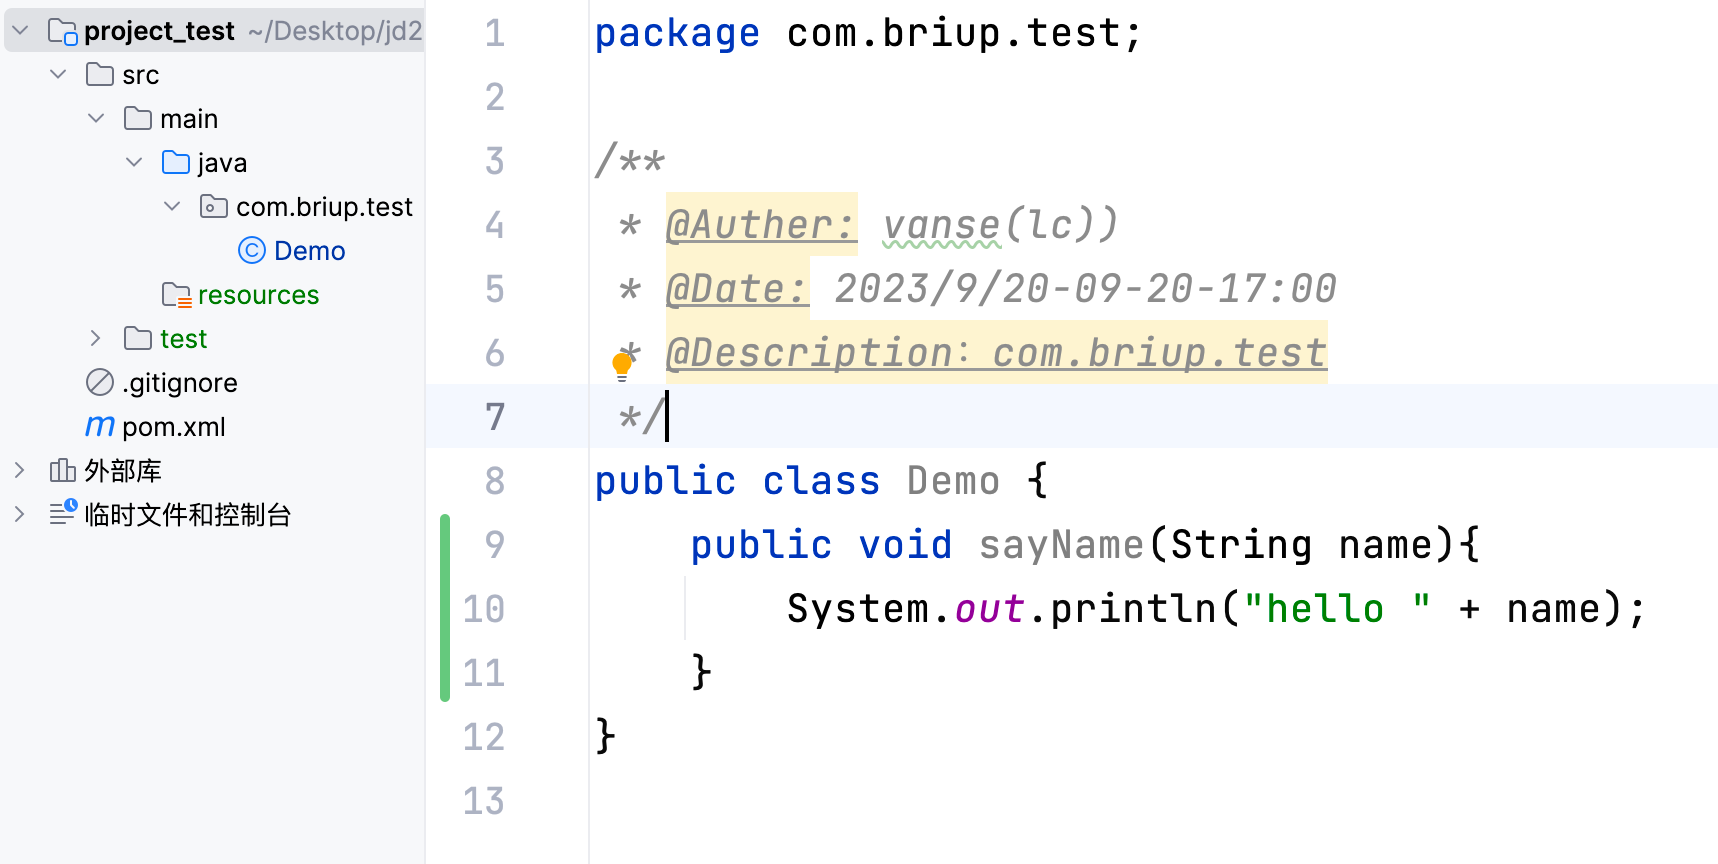 project_test ~/Desktop/jd2
src
main
java
com.briup.test
Demo
resources
test
.gitignore
pom.xml
外部库
临时文件和控制台
1 package com.briup.test;
2
3 /**
4 * @Auther: vanse(lc))
5 * @Date: 2023/9/20-09-20-17:00
6 * @Description：com.briup.test
7 */
8 public class Demo {
9 public void sayName(String name){
10 System.out.println("hello " + name);
11 }
12 }
13